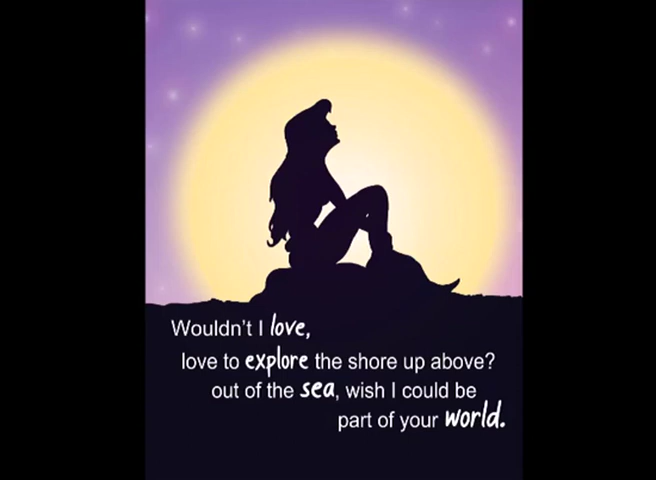 Wouldn't I love,
love to explore the shore up above?
out of the sea, wish I could be
part of your world.